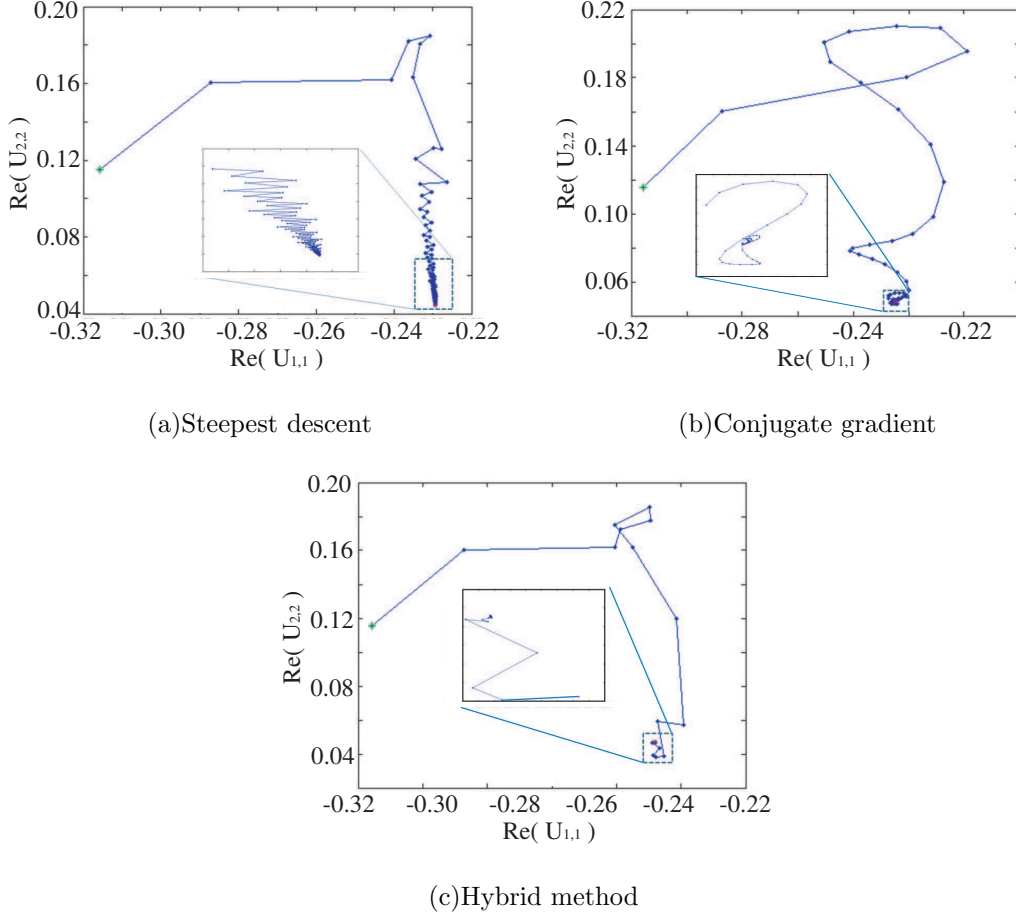 0.20
0.16
0.12
0.08
0.04
Re( U2,2 )
-0.32 -0.30 -0.28 -0.26 -0.24 -0.22
Re( U1,1 )
(a)Steepest descent
0.22
0.18
0.14
0.10
0.06
Re( U2,2 )
-0.32 -0.30 -0.28 -0.26 -0.24 -0.22
Re( U1,1 )
(b)Conjugate gradient
0.20
0.16
0.12
0.08
0.04
Re( U2,2 )
-0.32 -0.30 -0.28 -0.26 -0.24 -0.22
Re( U1,1 )
(c)Hybrid method